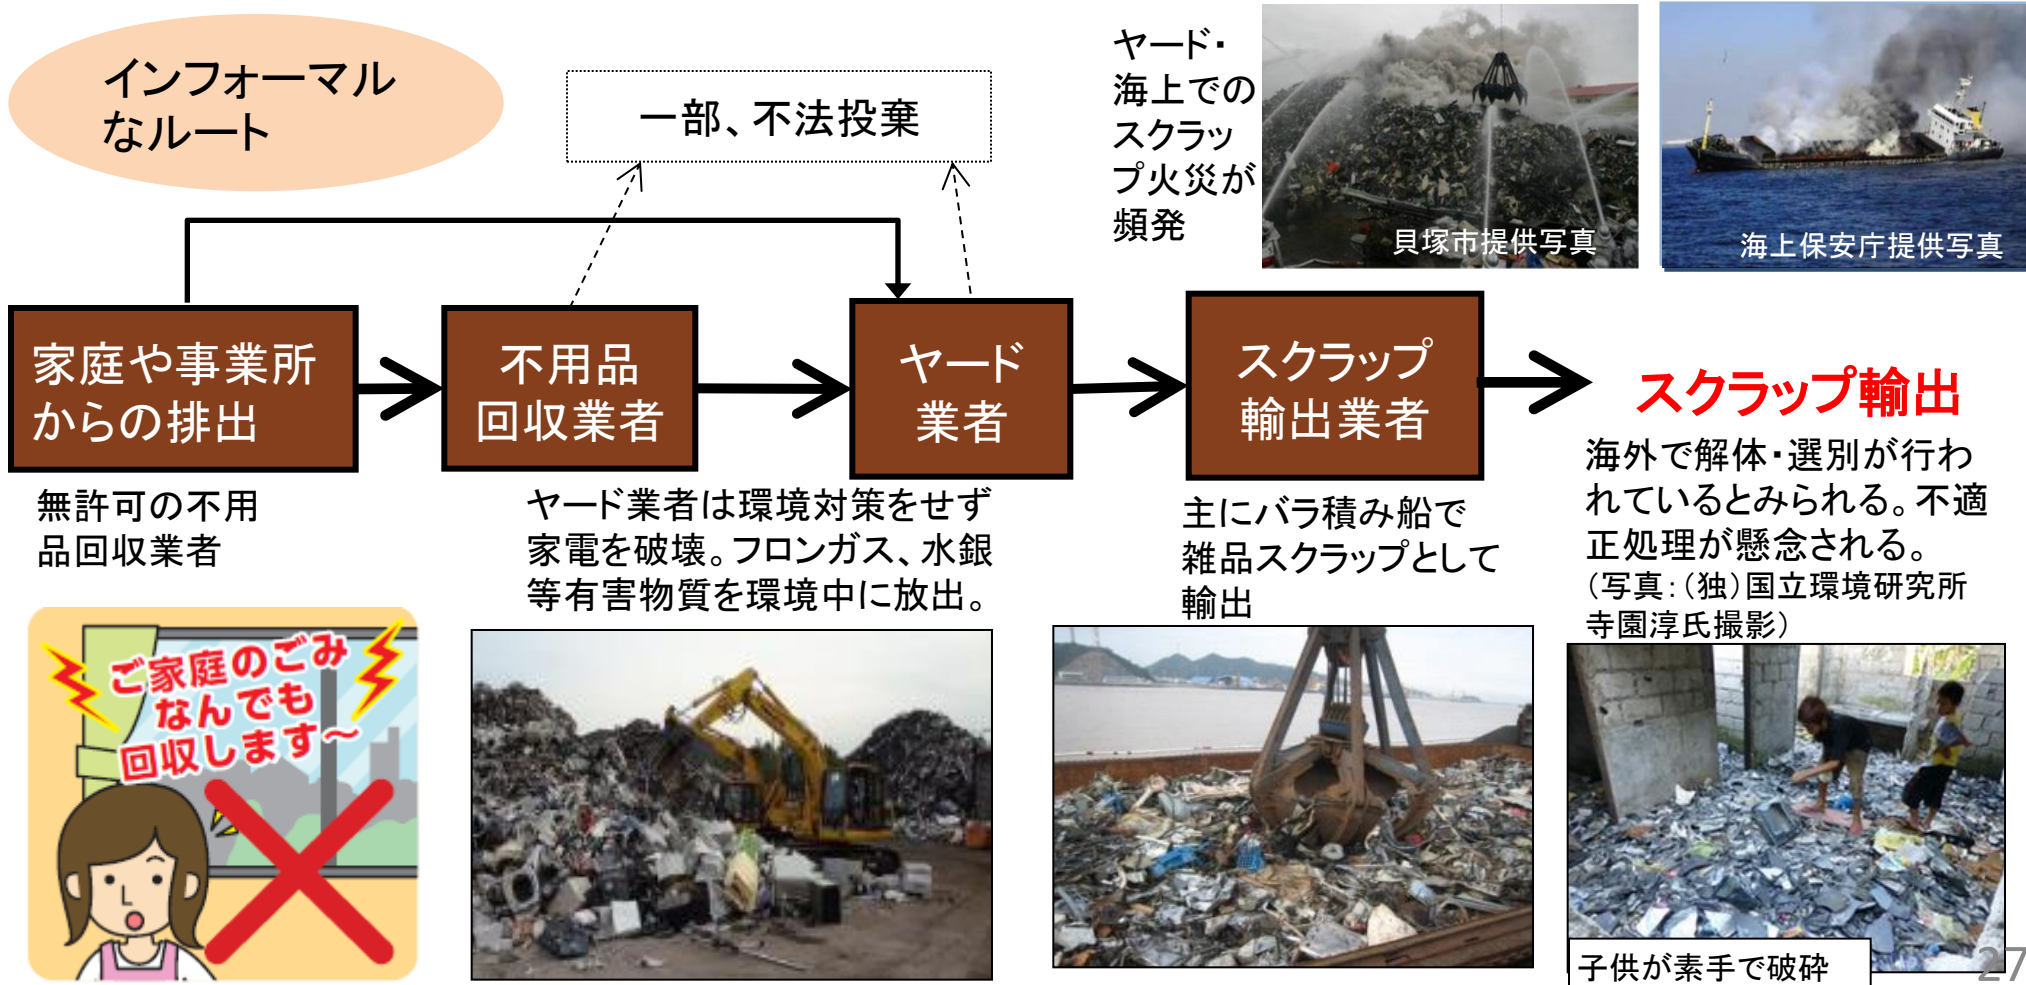 インフォーマル
なルート
一部、不法投棄
ヤード・
海上での
スクラッ
プ火災が
頻発
貝塚市提供写真
海上保安庁提供写真
家庭や事業所
からの排出
不用品
回収業者
ヤード
業者
スクラップ
輸出業者
スクラップ輸出
無許可の不用
品回収業者
ヤード業者は環境対策をせず
家電を破壊。フロンガス、水銀
等有害物質を環境中に放出。
主にバラ積み船で
雑品スクラップとして
輸出
海外で解体・選別が行わ
れているとみられる。不適
正処理が懸念される。
(写真:(独)国立環境研究所
寺園淳氏撮影)
ご家庭のごみ
なんでも
回収します～
子供が素手で破砕
27